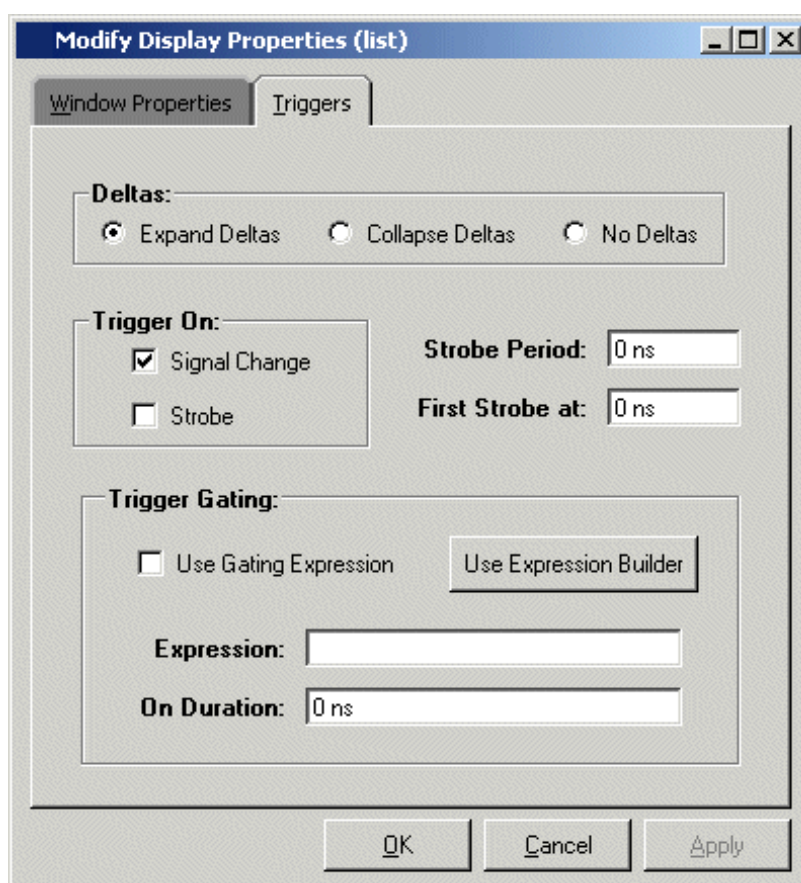 Modify Display Properties (list)
Window Properties Triggers
Deltas:
Expand Deltas Collapse Deltas No Deltas
Trigger On:
Signal Change
Strobe
Strobe Period: 0 ns
First Strobe at: 0 ns
Trigger Gating:
Use Gating Expression Use Expression Builder
Expression:
On Duration: 0 ns
OK Cancel Apply